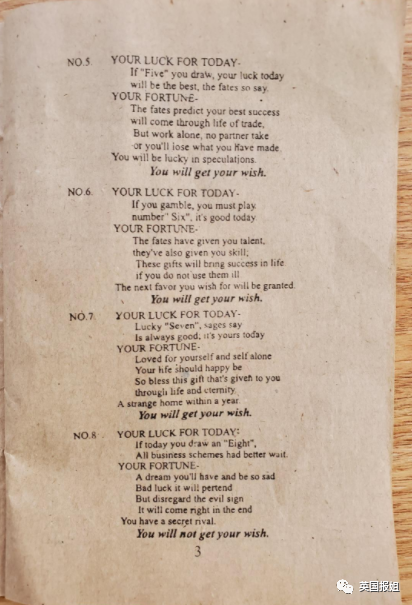 NO.5. YOUR LUCK FOR TODAY-
If "Five" you draw, your luck today
will be the best, the fates so say.
YOUR FORTUNE-
The fates predict your best success
will come through life of trade,
But work alone, no partner take
or you'll lose what you Have made.
You will be lucky in speculations.
You will get your wish.
NO.6. YOUR LUCK FOR TODAY-
If you gamble, you must play
number" Six", it's good today.
YOUR FORTUNE-
The fates have given you talent,
they've also given you skill;
These gifts will bring success in life
if you do not use them ill.
The next favor you wish for will be granted.
You will get your wish.
NO.7. YOUR LUCK FOR TODAY-
Lucky "Seven", sages say
Is always good; it's yours today
YOUR FORTUNE-
Loved for yourself and self alone
Your life should happy be
So bless this gift that's given to you
through life and eternity.
A strange home within a year.
You will get your wish.
NO.8 YOUR LUCK FOR TODAY:
If today you draw an "Eight",
All business schemes had better wait.
YOUR FORTUNE-
A dream you'll have and be so sad
Bad luck it will pertend
But disregard the evil sign
It will come right in the end
You have a secret rival.
You will not get your wish.
3
英国报姐